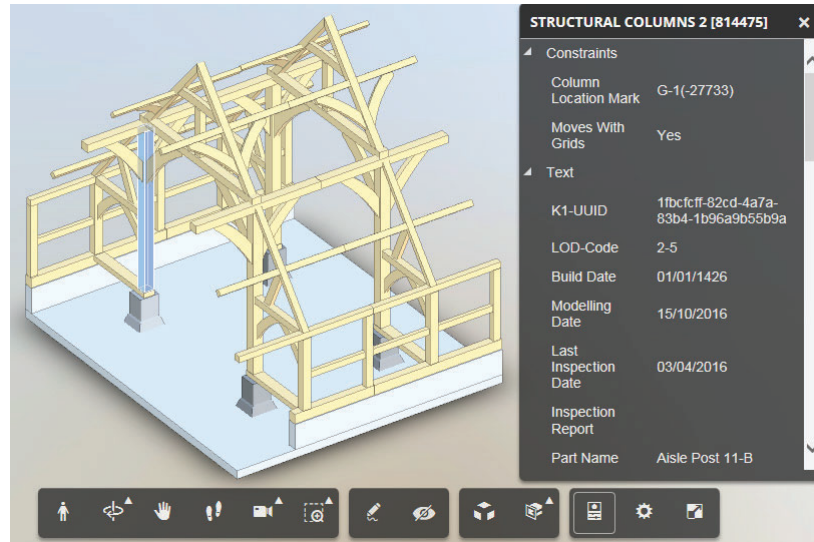 STRUCTURAL COLUMNS 2 [814475]
Constraints
Column
Location Mark
G-1(-27733)
Moves With
Grids
Yes
Text
K1-UUID
1fbcfcff-82cd-4a7a-
83b4-1b96a9b55b9a
LOD-Code
2-5
Build Date
01/01/1426
Modelling
Date
15/10/2016
Last
Inspection
Date
03/04/2016
Inspection
Report
Part Name
Aisle Post 11-B